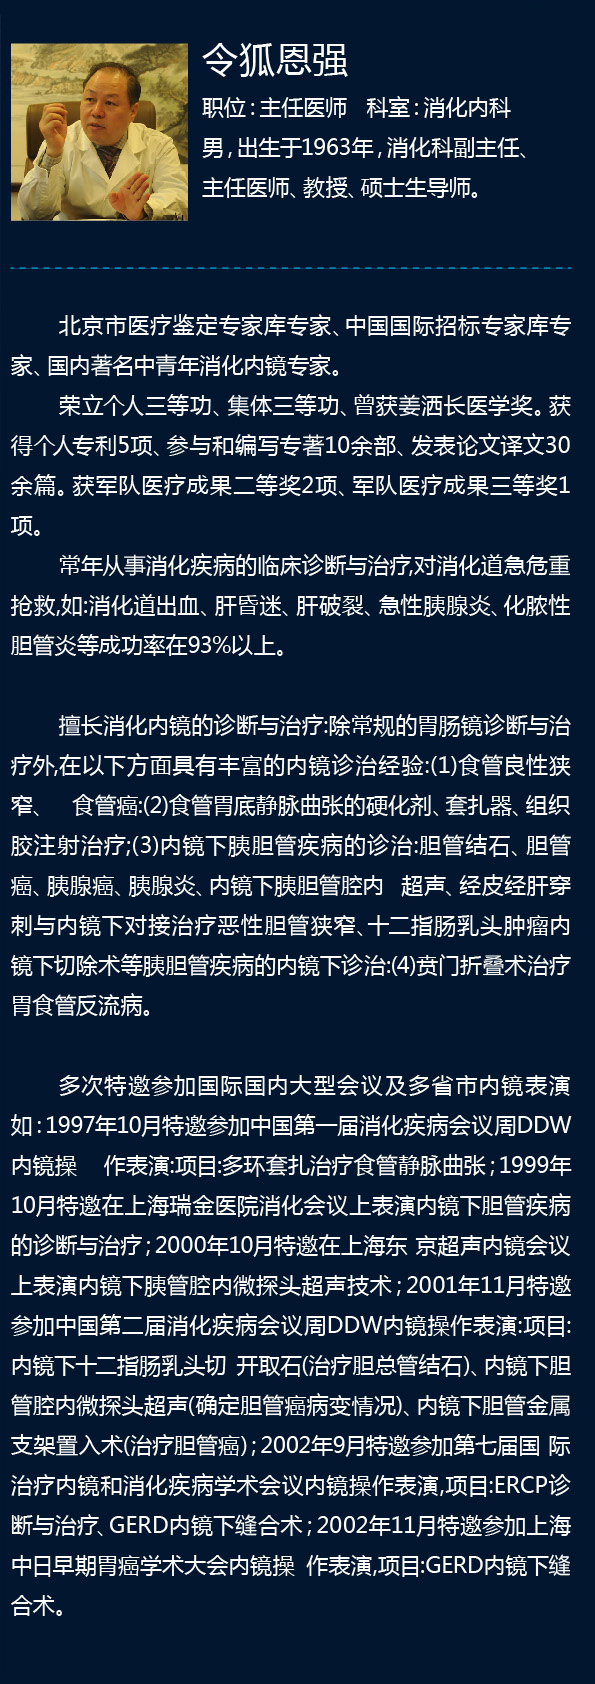 令狐恩强
职位：主任医师　科室：消化内科
男，出生于1963年，消化科副主任、
主任医师、教授、硕士生导师。
北京市医疗鉴定专家库专家、中国国际招标专家库专
家、国内著名中青年消化内镜专家。
荣立个人三等功、集体三等功、曾获姜洒长医学奖。获
得个人专利5项、参与和编写专著10余部、发表论文译文30
余篇。获军队医疗成果二等奖2项、军队医疗成果三等奖1
项。
常年从事消化疾病的临床诊断与治疗,对消化道急危重
抢救,如:消化道出血、肝昏迷、肝破裂、急性胰腺炎、化脓性
胆管炎等成功率在93%以上。
擅长消化内镜的诊断与治疗:除常规的胃肠镜诊断与治
疗外,在以下方面具有丰富的内镜诊治经验:(1)食管良性狭
窄、　食管癌:(2)食管胃底静脉曲张的硬化剂、套扎器、组织
胶注射治疗;(3)内镜下胰胆管疾病的诊治:胆管结石、胆管
癌、胰腺癌、胰腺炎、内镜下胰胆管腔内　超声、经皮经肝穿
刺与内镜下对接治疗恶性胆管狭窄、十二指肠乳头肿瘤内
镜下切除术等胰胆管疾病的内镜下诊治:(4)贲门折叠术治疗
胃食管反流病。
多次特邀参加国际国内大型会议及多省市内镜表演
如：1997年10月特邀参加中国第一届消化疾病会议周DDW
内镜操　作表演:项目:多环套扎治疗食管静脉曲张；1999年
10月特邀在上海瑞金医院消化会议上表演内镜下胆管疾病
的诊断与治疗；2000年10月特邀在上海东 京超声内镜会议
上表演内镜下胰管腔内微探头超声技术；2001年11月特邀
参加中国第二届消化疾病会议周DDW内镜操作表演:项目:
内镜下十二指肠乳头切 开取石(治疗胆总管结石)、内镜下胆
管腔内微探头超声(确定胆管癌病变情况)、内镜下胆管金属
支架置入术(治疗胆管癌)；2002年9月特邀参加第七届国 际
治疗内镜和消化疾病学术会议内镜操作表演,项目:ERCP诊
断与治疗、GERD内镜下缝合术；2002年11月特邀参加上海
中日早期胃癌学术大会内镜操 作表演,项目:GERD内镜下缝
合术。